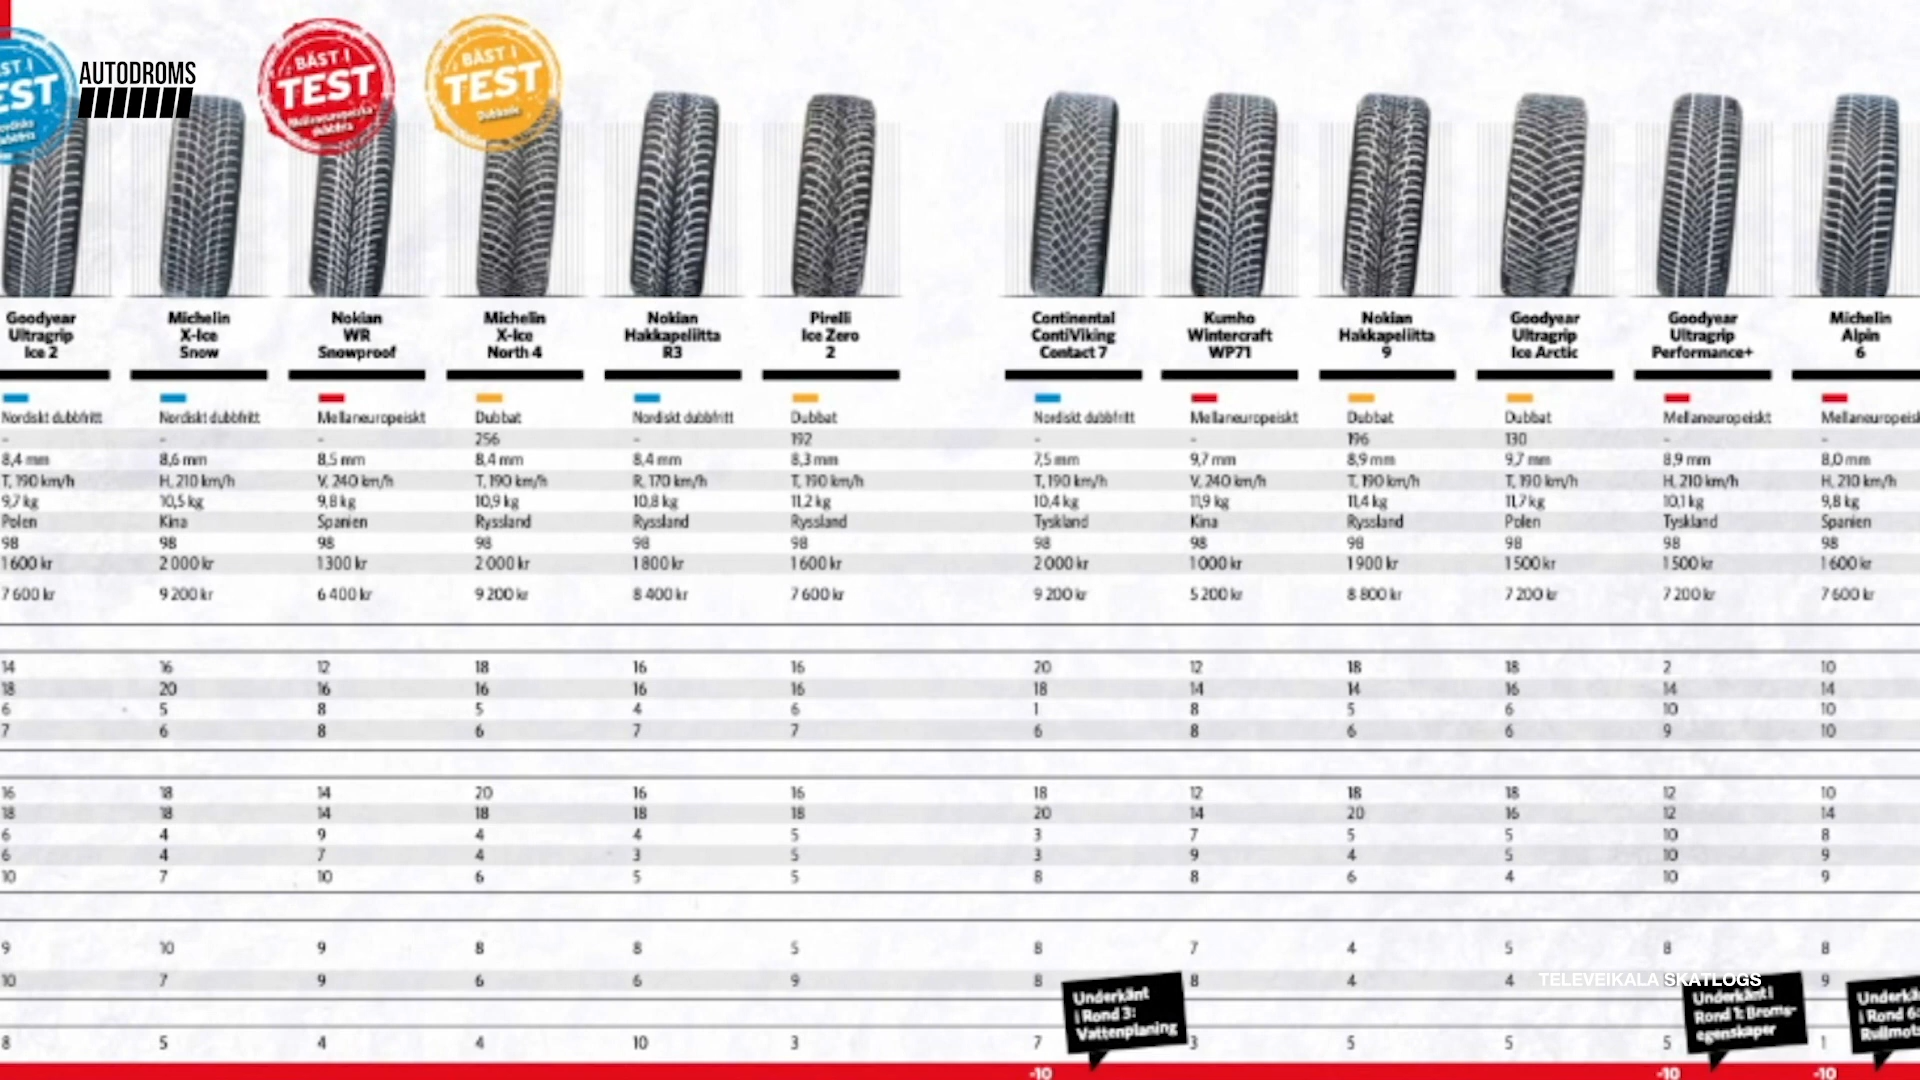 ST I
EST
AUTODROMS
BÄST I
TEST
Mellaneuropeiska
dubbfria
BÄST I
TEST
Dubbade
Goodyear Michelin Nokian Michelin Nokian Pirelli Continental Kumho Nokian Goodyear Goodyear Michelin
Ultragrip X-Ice WR X-Ice Hakkapeliitta Ice Zero ContiViking Wintercraft Hakkapeliitta Ultragrip Ultragrip Alpin
Ice 2 Snow Snowproof North 4 R3 2 Contact 7 WP71 9 Ice Arctic Performance+ 6
Nordiskt dubbfritt Nordiskt dubbfritt Mellaneuropeiskt Dubbat Nordiskt dubbfritt Dubbat Nordiskt dubbfritt Mellaneuropeiskt Dubbat Dubbat Mellaneuropeiskt Mellaneuropeisk
- - - 256 - 192 - - 196 130 - -
8,4 mm 8,6 mm 8,5 mm 8,4 mm 8,4 mm 8,3 mm 7,5 mm 9,7 mm 8,9 mm 9,7 mm 8,9 mm 8,0 mm
T, 190 km/h H, 210 km/h V, 240 km/h T, 190 km/h R, 170 km/h T, 190 km/h T, 190 km/h V, 240 km/h T, 190 km/h T, 190 km/h H, 210 km/h H, 210 km/h
9,7 kg 10,5 kg 9,8 kg 10,9 kg 10,8 kg 11,2 kg 10,4 kg 11,9 kg 11,4 kg 11,7 kg 10,1 kg 9,8 kg
Polen Kina Spanien Ryssland Ryssland Ryssland Tyskland Kina Ryssland Polen Tyskland Spanien
98 98 98 98 98 98 98 98 98 98 98 98
1 600 kr 2 000 kr 1 300 kr 2 000 kr 1 800 kr 1 600 kr 2 000 kr 1 000 kr 1 900 kr 1 500 kr 1 500 kr 1 600 kr
7 600 kr 9 200 kr 6 400 kr 9 200 kr 8 400 kr 7 600 kr 9 200 kr 5 200 kr 8 800 kr 7 200 kr 7 200 kr 7 600 kr
14 16 12 18 16 16 20 12 18 18 2 10
18 20 16 16 16 16 18 14 14 16 14 14
6 5 8 5 4 6 1 8 5 6 10 10
7 6 8 6 7 7 6 8 6 6 9 10
16 18 14 20 16 16 18 12 18 18 12 10
18 18 14 18 18 18 20 14 20 16 12 14
6 4 9 4 4 5 3 7 5 5 10 8
6 4 7 4 3 5 3 9 4 5 10 9
10 7 10 6 5 5 8 8 6 4 10 9
9 10 9 8 8 5 8 7 4 5 8 8
10 7 9 6 6 9 8 8 4 4 9
TELEVEIKALA SKATLOGS
Underkänt
i Rond 3:
Vattenplaning
Underkänt i
Rond 1: Broms-
egenskaper
Underkä
i Rond 6:
Rullmots
8 5 4 4 10 3 7 3 5 5 5 1
-10 -10 -10